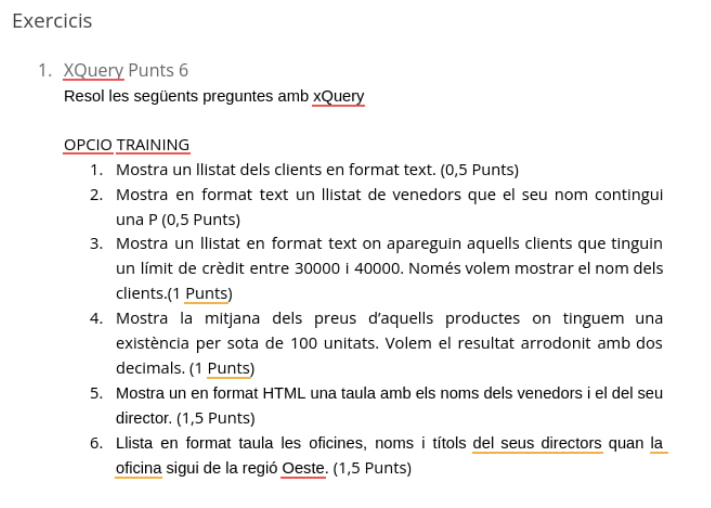 Exercicis
1. XQuery Punts 6
Resol les següents preguntes amb xQuery
OPCIO TRAINING
1. Mostra un llistat dels clients en format text. (0,5 Punts)
2. Mostra en format text un llistat de venedors que el seu nom contingui
una P (0,5 Punts)
3. Mostra un llistat en format text on apareguin aquells clients que tinguin
un límit de crèdit entre 30000 i 40000. Només volem mostrar el nom dels
clients.(1 Punts)
4. Mostra la mitjana dels preus d’aquells productes on tinguem una
existència per sota de 100 unitats. Volem el resultat arrodonit amb dos
decimals. (1 Punts)
5. Mostra un en format HTML una taula amb els noms dels venedors i el del seu
director. (1,5 Punts)
6. Llista en format taula les oficines, noms i títols del seus directors quan la
oficina sigui de la regió Oeste. (1,5 Punts)